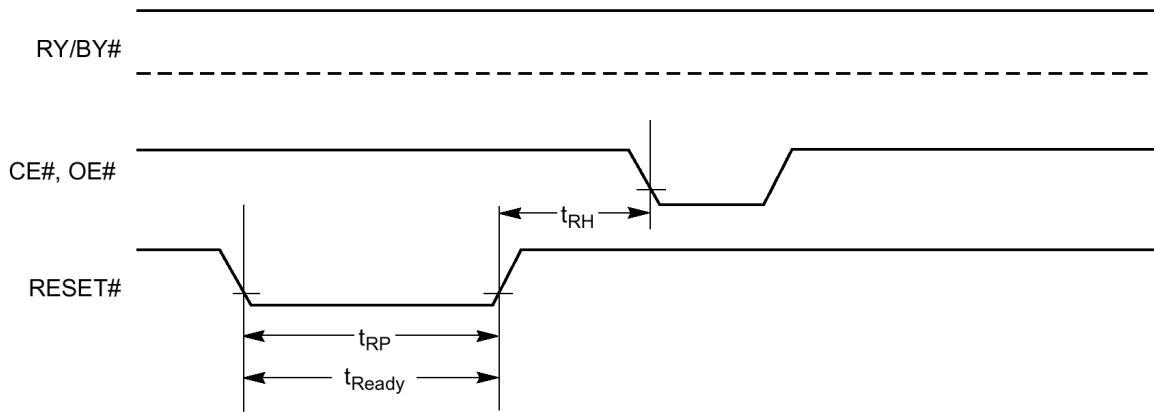 RY/BY#
CE#, OE#
tRH
RESET#
tRP
tReady